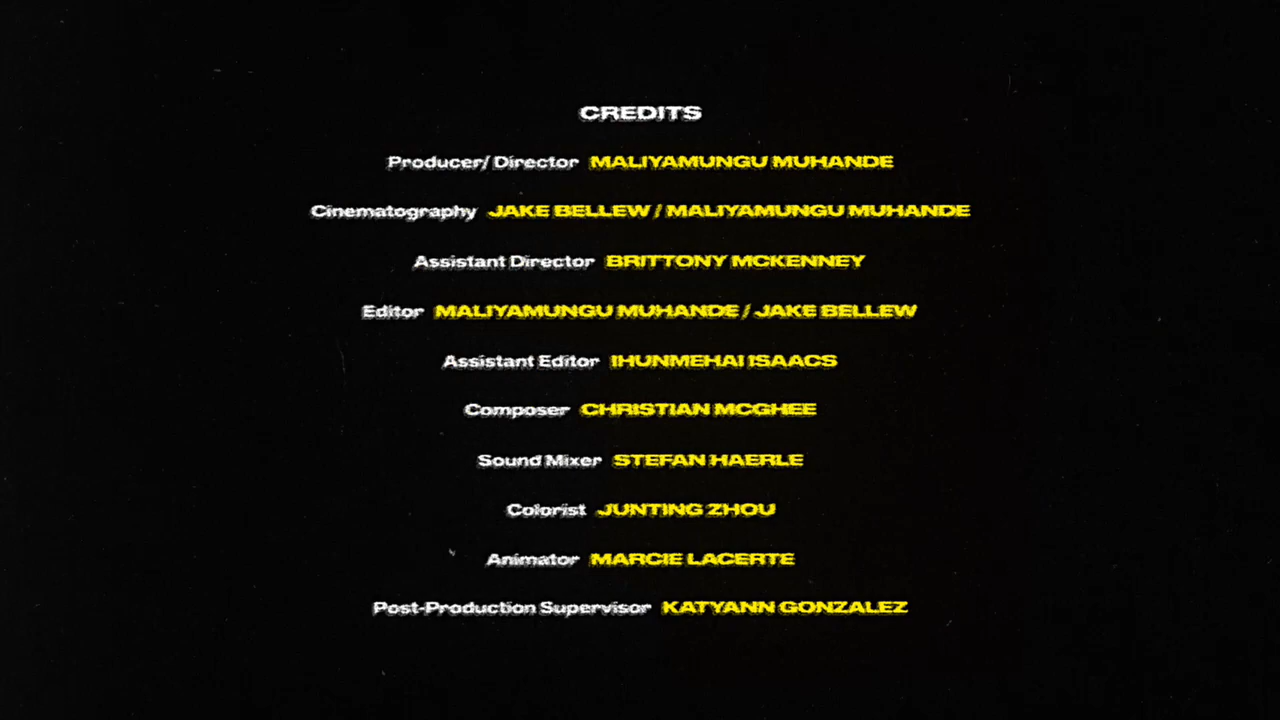 CREDITS
Producer/ Director MALIYAMUNGU MUHANDE
Cinematography JAKE BELLEW / MALIYAMUNGU MUHANDE
Assistant Director BRITTONY MCKENNEY
Editor MALIYAMUNGU MUHANDE / JAKE BELLEW
Assistant Editor IHUNMEHAI ISAACS
Composer CHRISTIAN MCGHEE
Sound Mixer STEFAN HAERLE
Colorist JUNTING ZHOU
Animator MARCIE LACERTE
Post-Production Supervisor KATYANN GONZALEZ